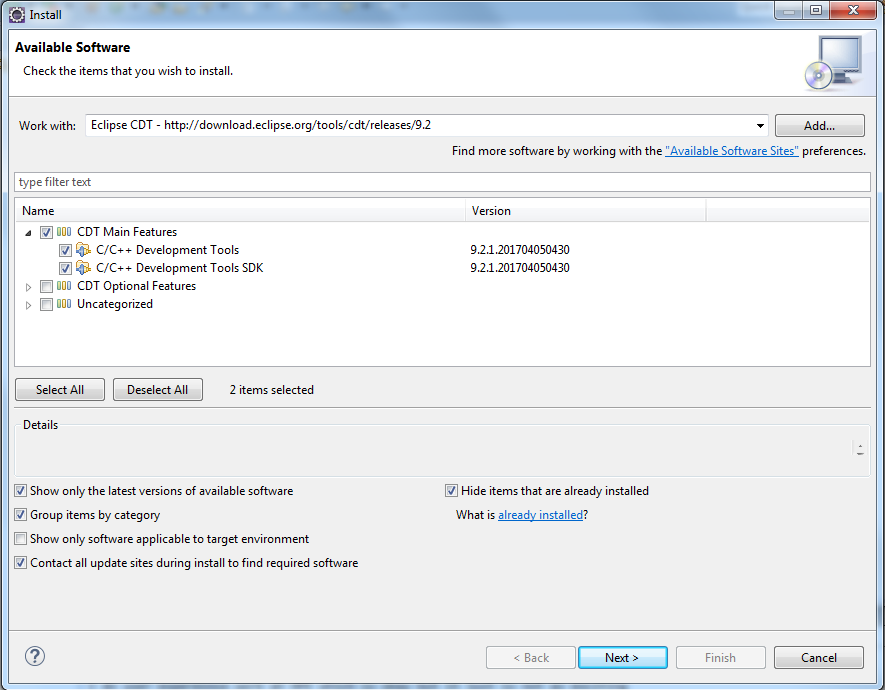 Install
Available Software
Check the items that you wish to install.
Work with: Eclipse CDT - http://download.eclipse.org/tools/cdt/releases/9.2 Add...
Find more software by working with the "Available Software Sites" preferences.
type filter text
Name Version
CDT Main Features
C/C++ Development Tools 9.2.1.201704050430
C/C++ Development Tools SDK 9.2.1.201704050430
CDT Optional Features
Uncategorized
Select All Deselect All 2 items selected
Details
Show only the latest versions of available software Hide items that are already installed
Group items by category What is already installed?
Show only software applicable to target environment
Contact all update sites during install to find required software
? < Back Next > Finish Cancel